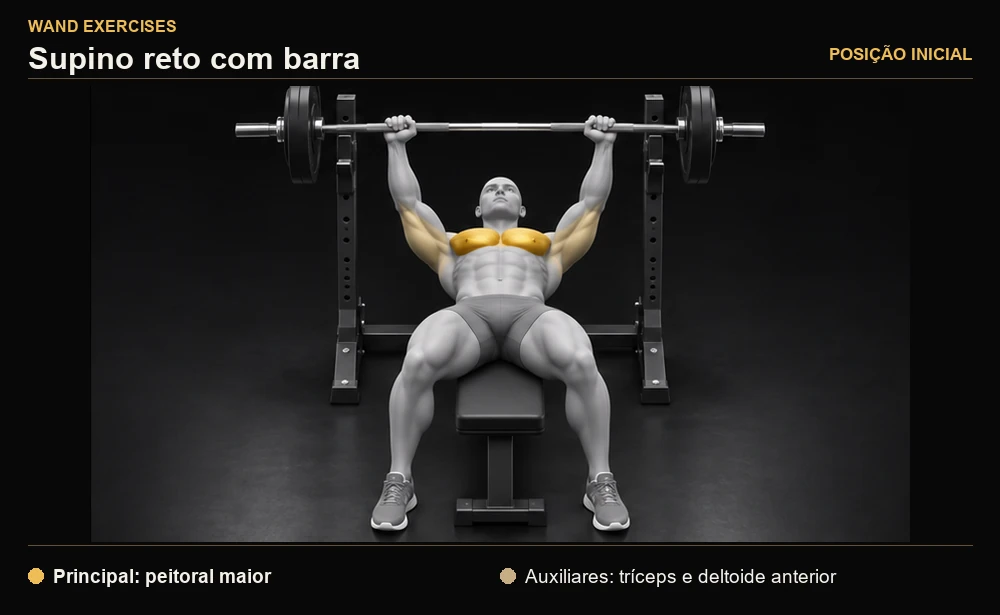 WAND EXERCISES
Supino reto com barra
POSIÇÃO INICIAL
Principal: peitoral maior
Auxiliares: tríceps e deltoide anterior